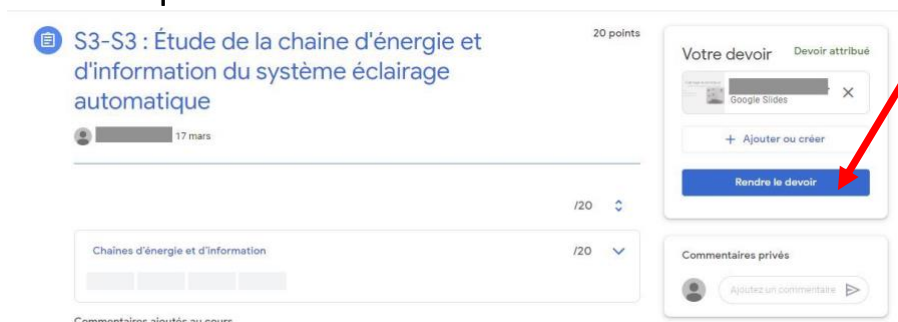 S3-S3 : Étude de la chaine d'énergie et
d'information du système éclairage
automatique
20 points
17 mars
/20
Chaînes d'énergie et d'information
/20
Commentaires ajoutés au cours
Votre devoir
Devoir attribué
Google Slides
+ Ajouter ou créer
Rendre le devoir
Commentaires privés
Ajoutez un commentaire